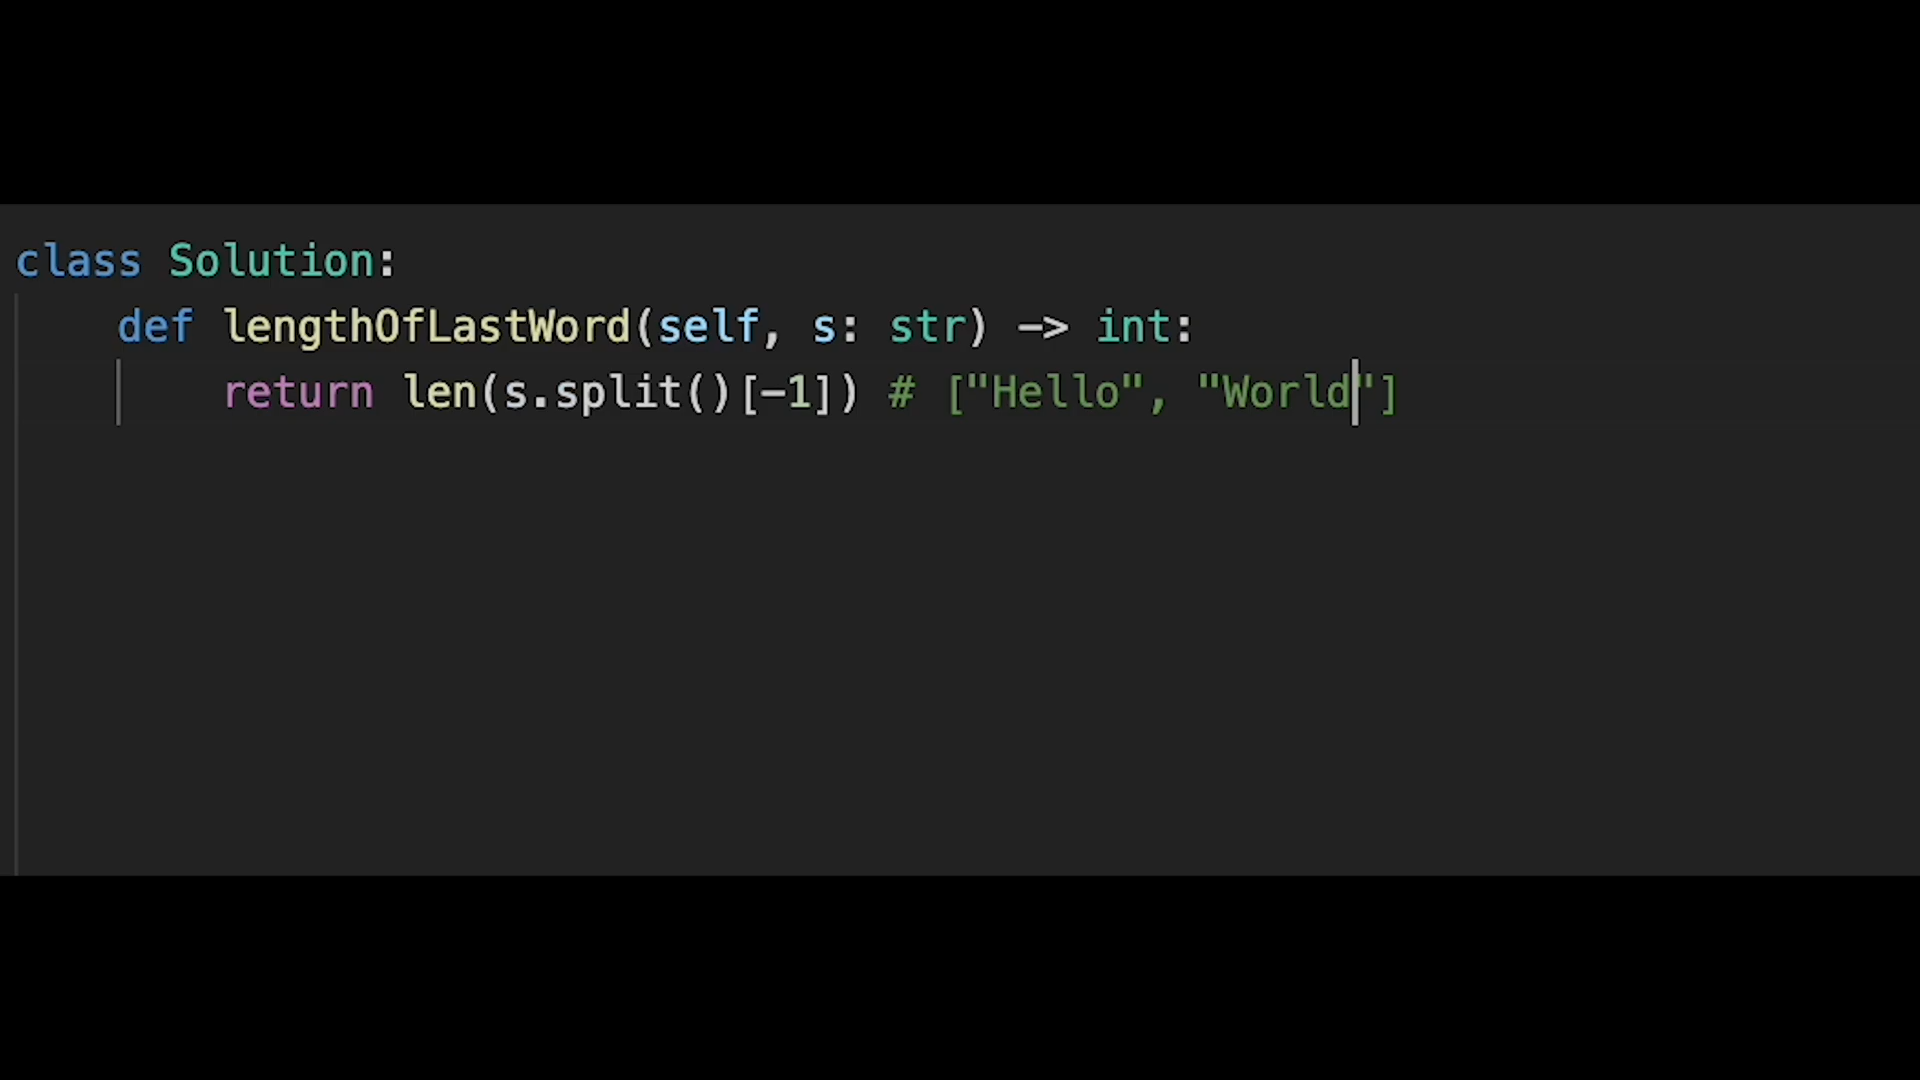 class Solution:
    def lengthOfLastWord(self, s: str) -> int:
        return len(s.split()[-1]) # ["Hello", "World"]